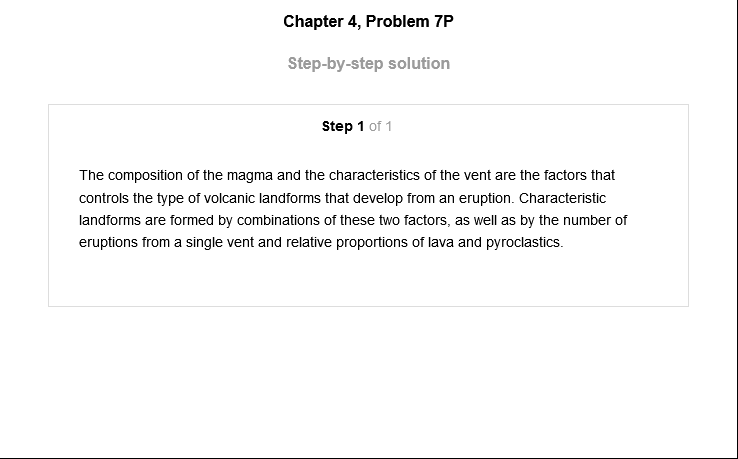 Chapter 4, Problem 7P
Step-by-step solution
Step 1 of 1
The composition of the magma and the characteristics of the vent are the factors that
controls the type of volcanic landforms that develop from an eruption. Characteristic
landforms are formed by combinations of these two factors, as well as by the number of
eruptions from a single vent and relative proportions of lava and pyroclastics.